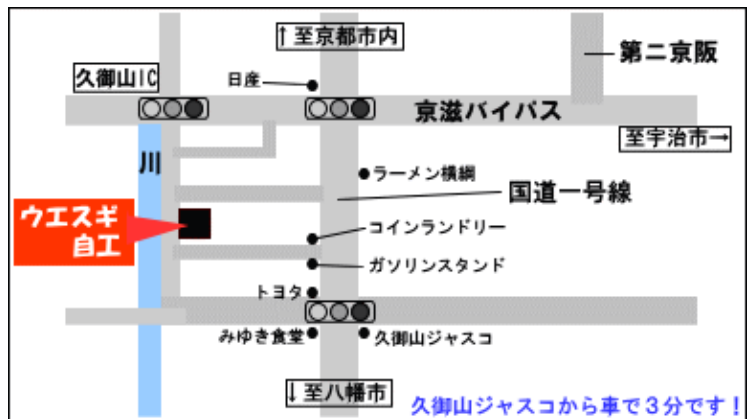 ↑至京都市内
第二京阪
久御山IC
日産
京滋バイパス
至宇治市→
川
ラーメン横綱
国道一号線
ウエスギ
自工
コインランドリー
ガソリンスタンド
トヨタ
みゆき食堂
久御山ジャスコ
↓至八幡市
久御山ジャスコから車で3分です!